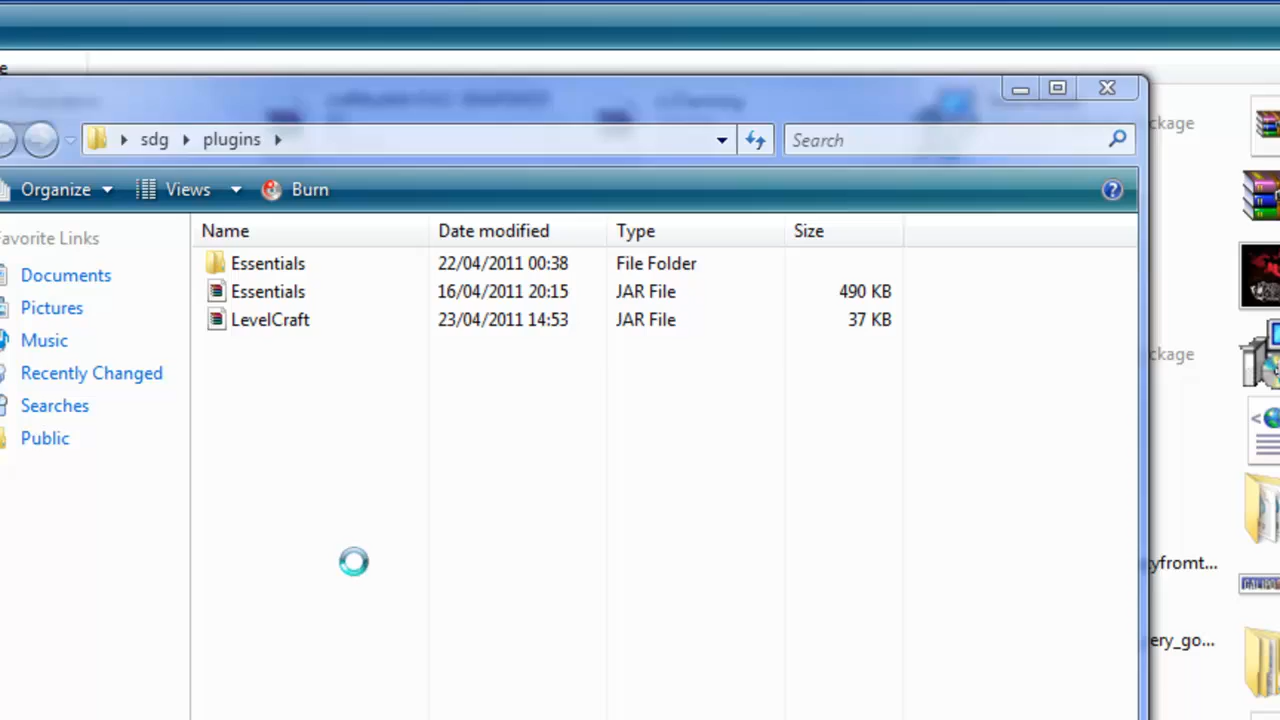 e
sdg plugins Search
Organize Views Burn
avorite Links
Documents
Pictures
Music
Recently Changed
Searches
Public
Name Date modified Type Size
Essentials 22/04/2011 00:38 File Folder
Essentials 16/04/2011 20:15 JAR File 490 KB
LevelCraft 23/04/2011 14:53 JAR File 37 KB
ckage
ckage
yfromt...
ery_go...